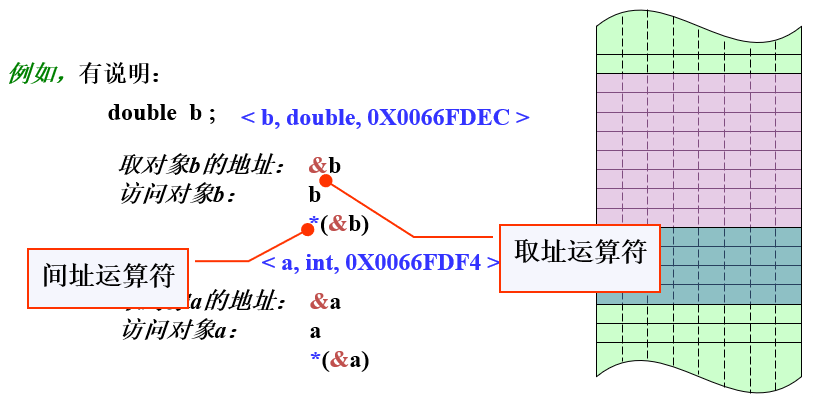 例如，有说明：
double b ;
< b, double, 0X0066FDEC >
取对象b的地址： &b
访问对象b： b
*(&b)
取址运算符
间址运算符
< a, int, 0X0066FDF4 >
a的地址： &a
访问对象a： a
*(&a)